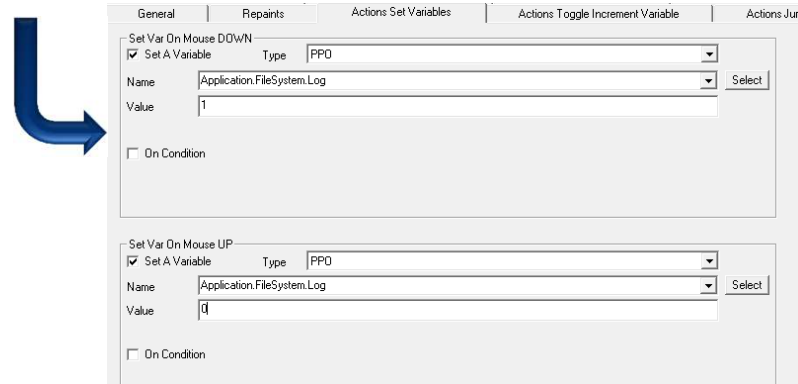 General Repaints Actions Set Variables Actions Toggle Increment Variable Actions Jur
Set Var On Mouse DOWN
Set A Variable Type PPO
Name Application.FileSystem.Log Select
Value 1
On Condition
Set Var On Mouse UP
Set A Variable Type PPO
Name Application.FileSystem.Log Select
Value 0
On Condition